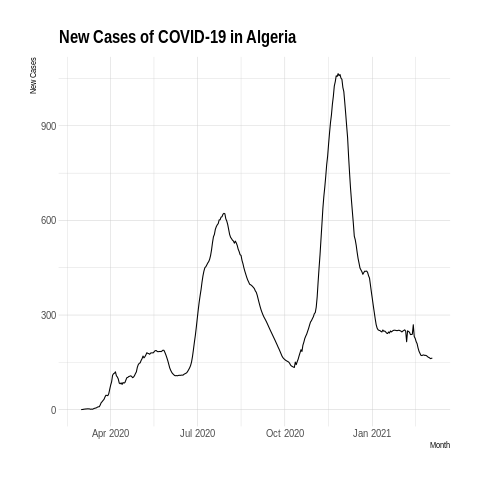 New Cases of COVID-19 in Algeria
New Cases
900
600
300
0
Apr 2020
Jul 2020
Oct 2020
Jan 2021
Month